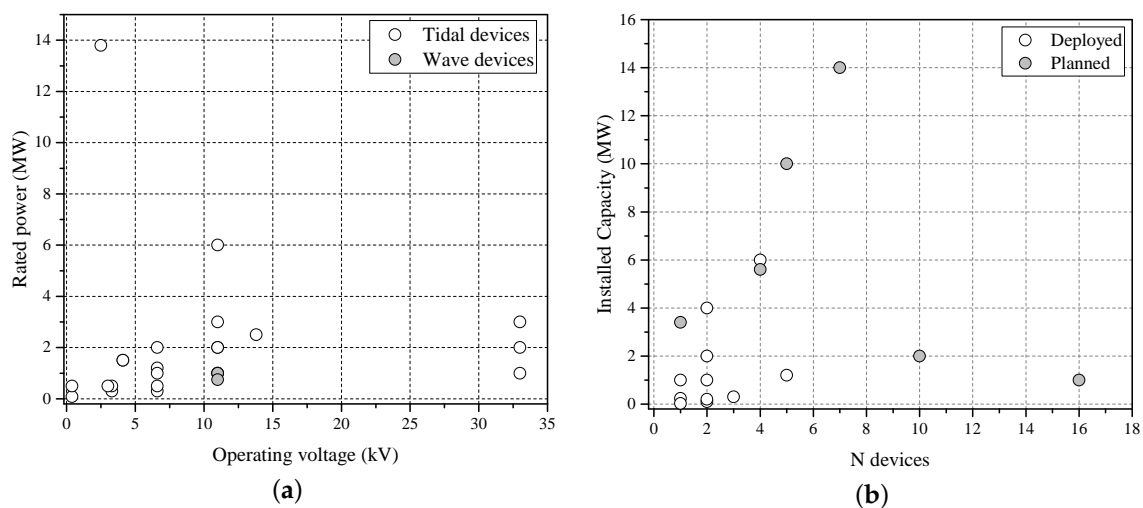 Tidal devices
Wave devices
Rated power (MW)
14
12
10
8
6
4
2
0
0 5 10 15 20 25 30 35
Operating voltage (kV)
(a)
Deployed
Planned
Installed Capacity (MW)
16
14
12
10
8
6
4
2
0
0 2 4 6 8 10 12 14 16 18
N devices
(b)